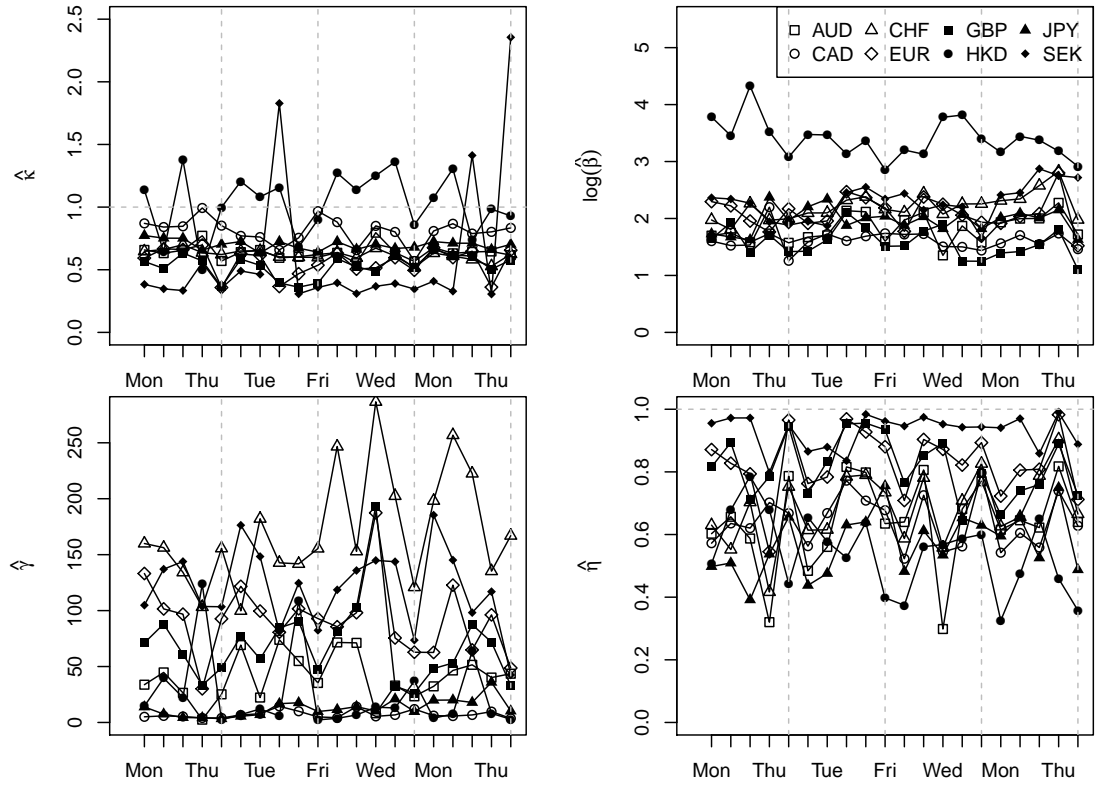 2.5
2.0
1.5
1.0
0.5
0.0
κ̂
Mon Thu Tue Fri Wed Mon Thu
5
4
3
2
1
0
log(β̂)
AUD CHF GBP JPY
CAD EUR HKD SEK
Mon Thu Tue Fri Wed Mon Thu
250
200
150
100
50
0
γ̂
Mon Thu Tue Fri Wed Mon Thu
1.0
0.8
0.6
0.4
0.2
0.0
η̂
Mon Thu Tue Fri Wed Mon Thu